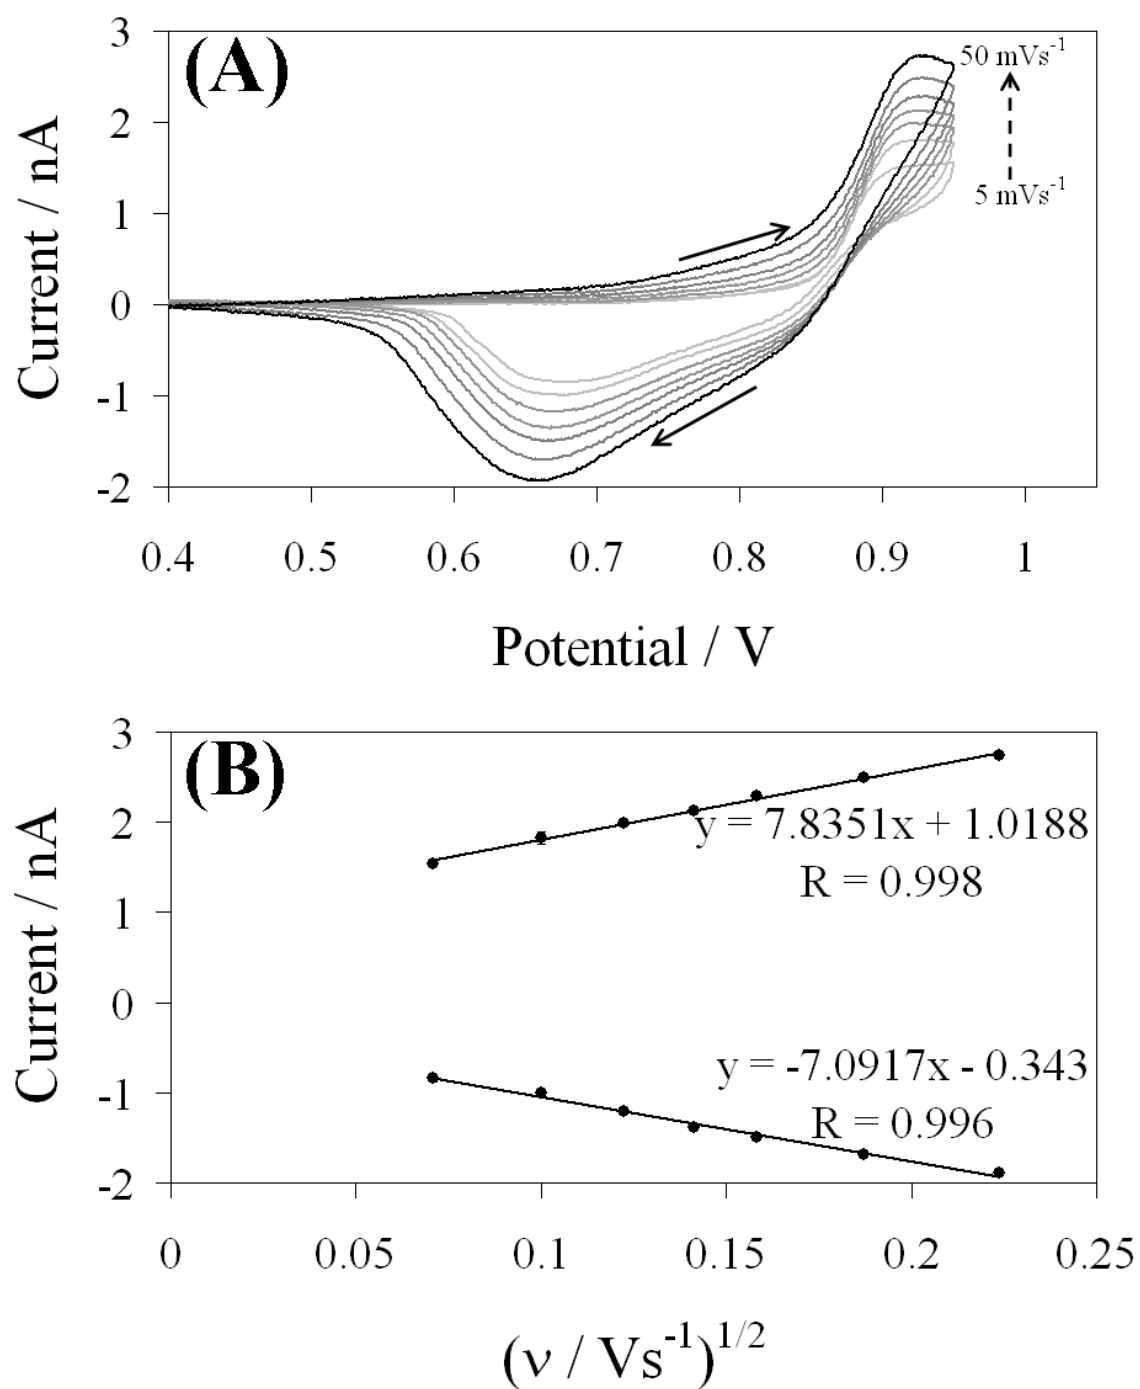 (A)
50 mVs⁻¹
5 mVs⁻¹
3
2
1
0
-1
-2
Current / nA
0.4 0.5 0.6 0.7 0.8 0.9 1
Potential / V
(B)
3
2
1
0
-1
-2
Current / nA
y = 7.8351x + 1.0188
R = 0.998
y = -7.0917x - 0.343
R = 0.996
0 0.05 0.1 0.15 0.2 0.25
(ν / Vs⁻¹)¹/²